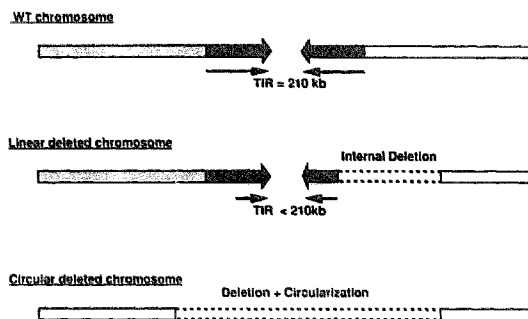 WT chromosome
TIR = 210 kb
Linear deleted chromosome
Internal Deletion
TIR < 210kb
Circular deleted chromosome
Deletion + Circularization